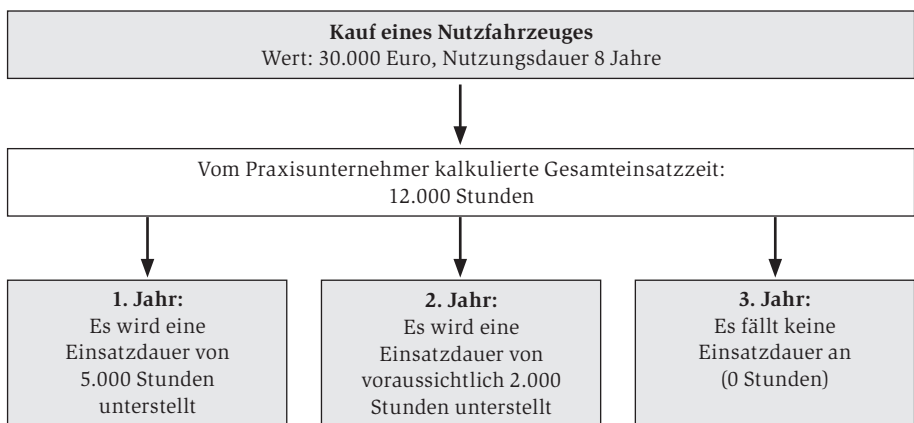 Kauf eines Nutzfahrzeuges
Wert: 30.000 Euro, Nutzungsdauer 8 Jahre
Vom Praxisunternehmer kalkulierte Gesamteinsatzzeit:
12.000 Stunden
1. Jahr:
Es wird eine
Einsatzdauer von
5.000 Stunden
unterstellt
2. Jahr:
Es wird eine
Einsatzdauer von
voraussichtlich 2.000
Stunden unterstellt
3. Jahr:
Es fällt keine
Einsatzdauer an
(0 Stunden)